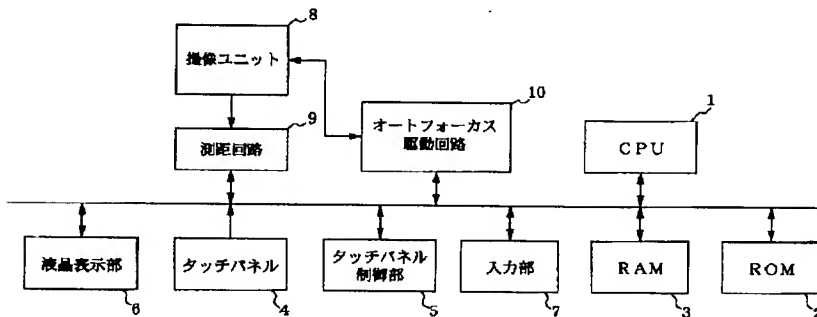 8
撮像ユニット
10
1
9
オートフォーカス
駆動回路
CPU
測距回路
液晶表示部
タッチパネル
タッチパネル
制御部
入力部
RAM
ROM
6
4
5
7
3
2